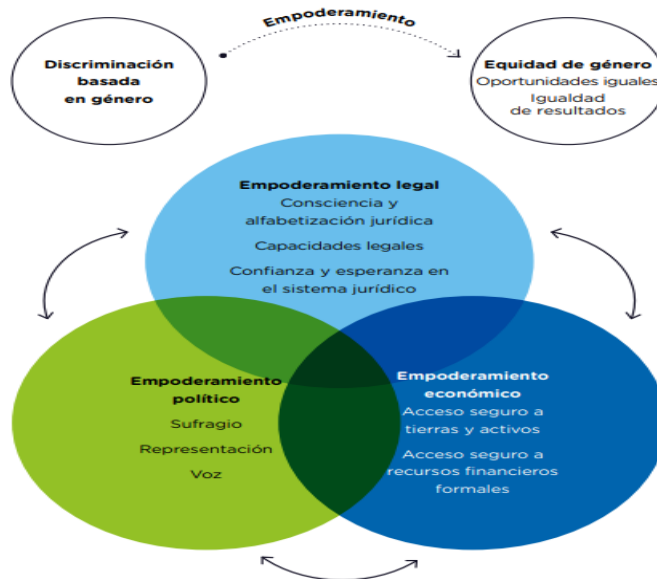 Empoderamiento
Discriminación
basada
en género
Equidad de género
Oportunidades iguales
Igualdad
de resultados
Empoderamiento legal
Consciencia y
alfabetización jurídica
Capacidades legales
Confianza y esperanza en
el sistema jurídico
Empoderamiento
político
Sufragio
Representación
Voz
Empoderamiento
económico
Acceso seguro a
tierras y activos
Acceso seguro a
recursos financieros
formales